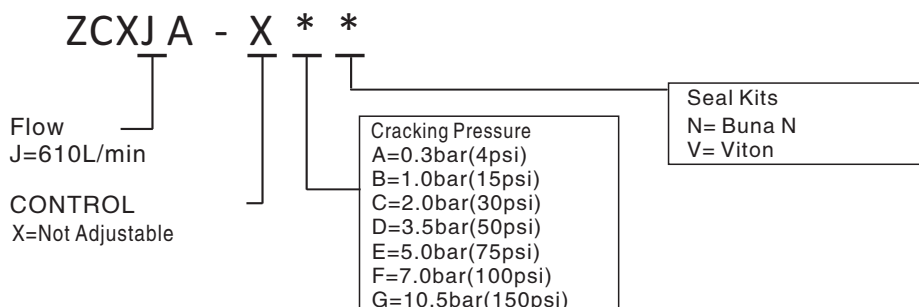 ZCXJA - X * *
Flow
J=610L/min
CONTROL
X=Not Adjustable
Cracking Pressure
A=0.3bar(4psi)
B=1.0bar(15psi)
C=2.0bar(30psi)
D=3.5bar(50psi)
E=5.0bar(75psi)
F=7.0bar(100psi)
G=10.5bar(150psi)
Seal Kits
N= Buna N
V= Viton